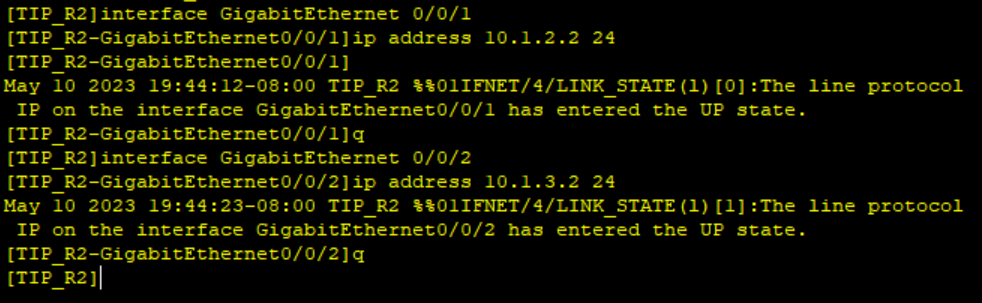 [TIP_R2]interface GigabitEthernet 0/0/1
[TIP_R2-GigabitEthernet0/0/1]ip address 10.1.2.2 24
[TIP_R2-GigabitEthernet0/0/1]
May 10 2023 19:44:12-08:00 TIP_R2 %%01IFNET/4/LINK_STATE(l)[0]:The line protocol
 IP on the interface GigabitEthernet0/0/1 has entered the UP state.
[TIP_R2-GigabitEthernet0/0/1]q
[TIP_R2]interface GigabitEthernet 0/0/2
[TIP_R2-GigabitEthernet0/0/2]ip address 10.1.3.2 24
May 10 2023 19:44:23-08:00 TIP_R2 %%01IFNET/4/LINK_STATE(l)[1]:The line protocol
 IP on the interface GigabitEthernet0/0/2 has entered the UP state.
[TIP_R2-GigabitEthernet0/0/2]q
[TIP_R2]